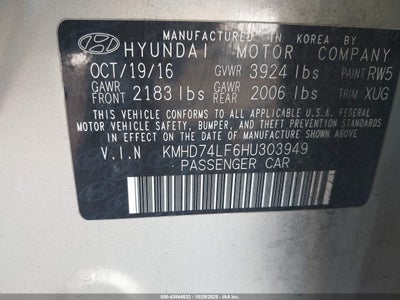 MANUFACTURED IN KOREA BY
HYUNDAI MOTOR COMPANY
OCT/19/16 GVWR 3924 lbs PAINT RW5
GAWR FRONT 2183 lbs GAWR REAR 2006 lbs TRIM XUG
THIS VEHICLE CONFORMS TO ALL APPLICABLE U.S.A. FEDERAL
MOTOR VEHICLE SAFETY, BUMPER, AND THEFT PREVENTION STANDARDS
IN EFFECT ON THE DATE OF MANUFACTURE SHOWN ABOVE.
V.I.N KMHD74LF6HU303949
PASSENGER CAR